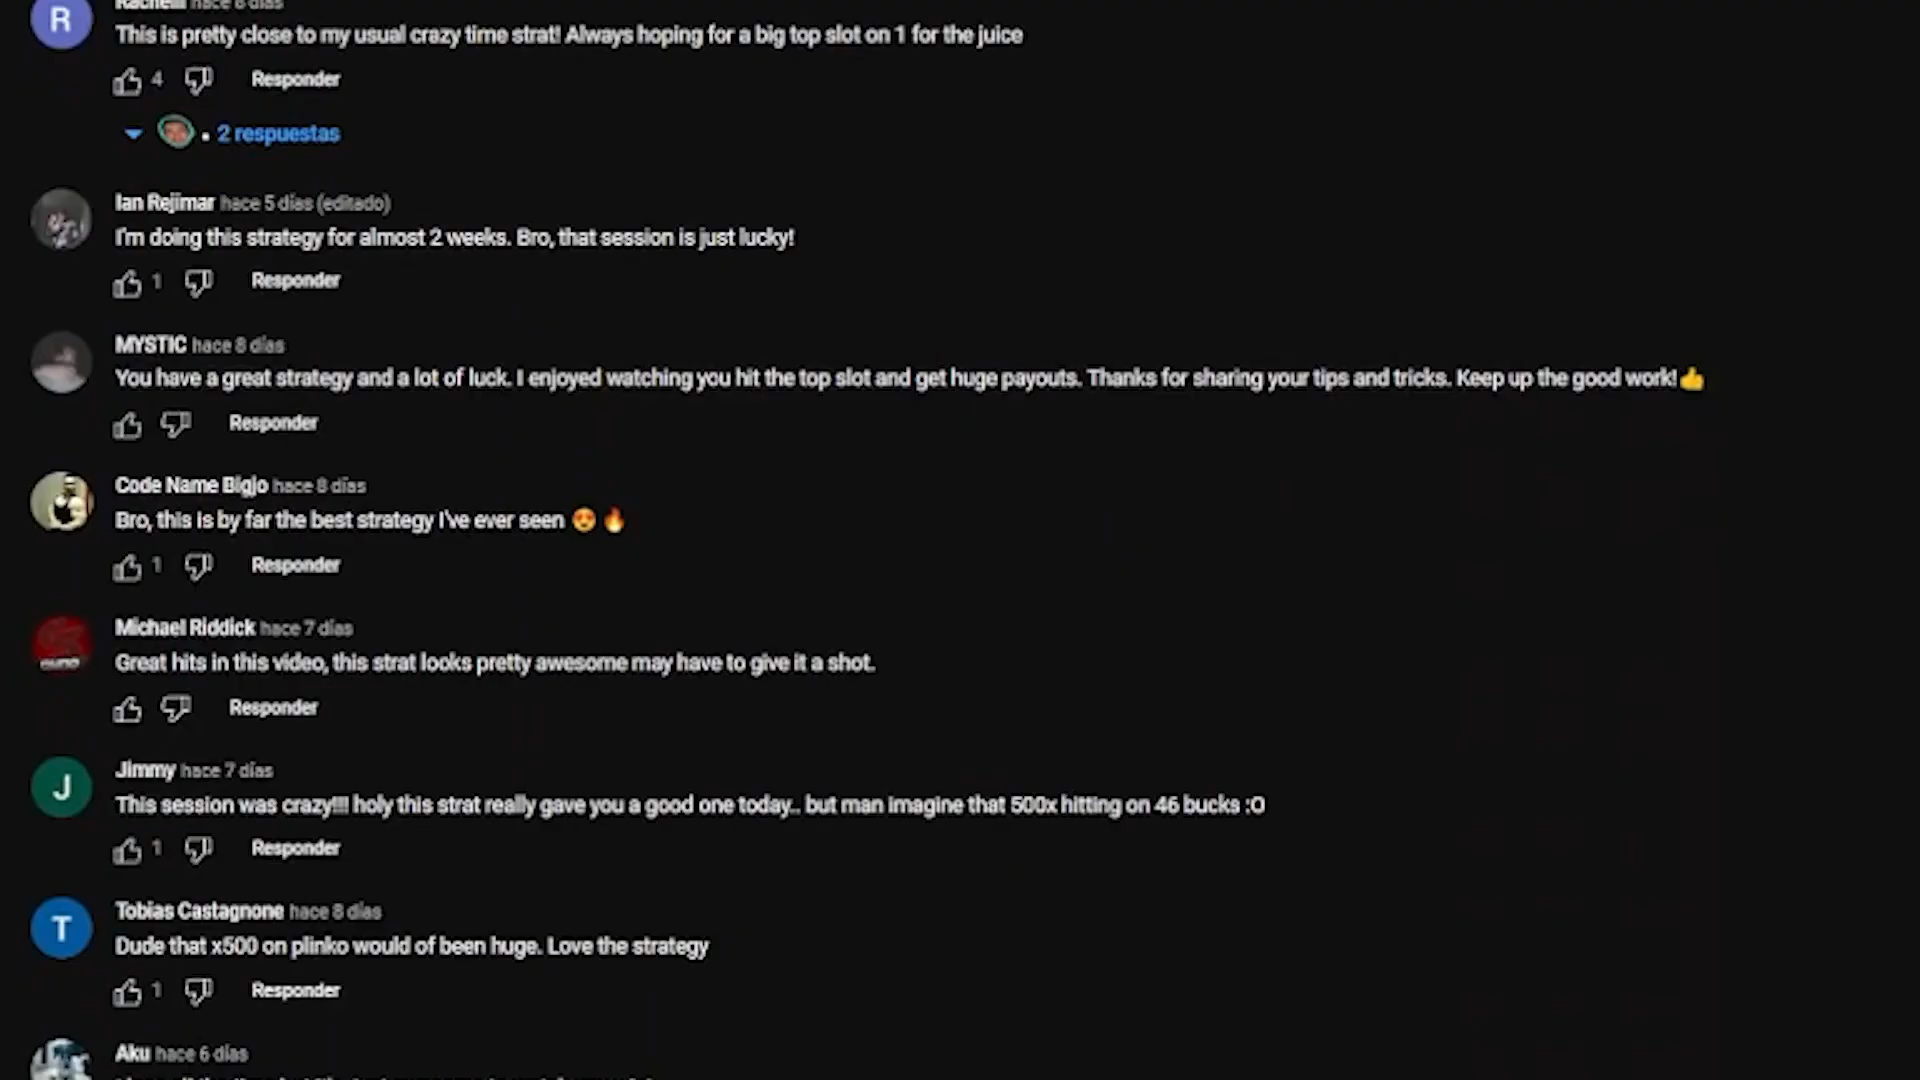 R
Rachelli hace 8 días
This is pretty close to my usual crazy time strat! Always hoping for a big top slot on 1 for the juice
4 Responder
2 respuestas
Ian Rejimar hace 5 días (editado)
I'm doing this strategy for almost 2 weeks. Bro, that session is just lucky!
1 Responder
MYSTIC hace 8 días
You have a great strategy and a lot of luck. I enjoyed watching you hit the top slot and get huge payouts. Thanks for sharing your tips and tricks. Keep up the good work!👍
Responder
Code Name Bigjo hace 8 días
Bro, this is by far the best strategy I've ever seen 😍 🔥
1 Responder
Michael Riddick hace 7 días
Great hits in this video, this strat looks pretty awesome may have to give it a shot.
Responder
J
Jimmy hace 7 días
This session was crazy!!!! holy this strat really gave you a good one today.. but man imagine that 500x hitting on 46 bucks :O
1 Responder
T
Tobias Castagnone hace 8 días
Dude that x500 on plinko would of been huge. Love the strategy
1 Responder
Aku hace 6 días